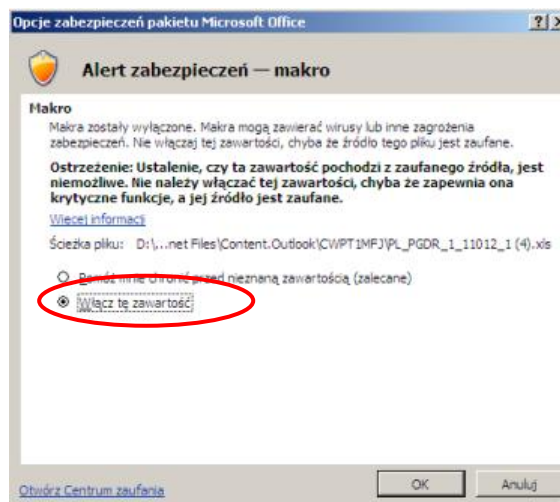 Opcje zabezpieczeń pakietu Microsoft Office
Alert zabezpieczeń — makro
Makro
Makra zostały wyłączone. Makra mogą zawierać wirusy lub inne zagrożenia
zabezpieczeń. Nie włączaj tej zawartości, chyba że źródło tego pliku jest zaufane.
Ostrzeżenie: Ustalenie, czy ta zawartość pochodzi z zaufanego źródła, jest
niemożliwe. Nie należy włączać tej zawartości, chyba że zapewnia ona
krytyczne funkcje, a jej źródło jest zaufane.
Więcej informacji
Ścieżka pliku: D:\,...net Files\Content.Outlook\CWPT1MFJ\PL_PGDR_1_11012_1 (4).xls
Pomóż mnie chronić przed nieznaną zawartością (zalecane)
Włącz tę zawartość
Otwórz Centrum zaufania
OK
Anuluj